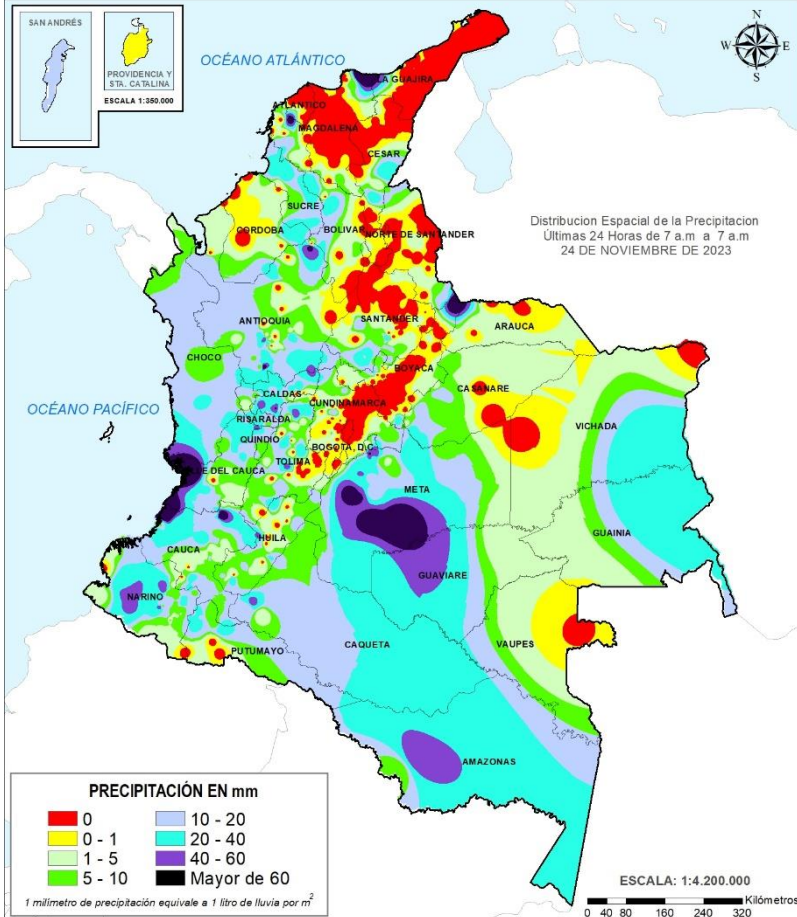 SAN ANDRÉS
PROVIDENCIA Y
STA. CATALINA
ESCALA 1:350.000
OCÉANO ATLÁNTICO
N
W E
S
LA GUAJIRA
ATLANTICO
MAGDALENA
CESAR
SUCRE
CORDOBA
BOLIVAR
NORTE DE SANTANDER
Distribucion Espacial de la Precipitacion
Últimas 24 Horas de 7 a.m a 7 a.m
24 DE NOVIEMBRE DE 2023
ANTIOQUIA
SANTANDER
ARAUCA
CHOCO
BOYACA
CASANARE
CALDAS
CUNDINAMARCA
OCÉANO PACÍFICO
RISARALDA
VICHADA
QUINDIO
BOGOTA, D.C.
TOLIMA
LE DEL CAUCA
META
GUAINIA
HUILA
CAUCA
GUAVIARE
NARIÑO
CAQUETA
VAUPES
PUTUMAYO
AMAZONAS
PRECIPITACIÓN EN mm
0
0 - 1
1 - 5
5 - 10
10 - 20
20 - 40
40 - 60
Mayor de 60
1 milímetro de precipitación equivale a 1 litro de lluvia por m²
ESCALA: 1:4.200.000
Kilómetros
0 40 80 160 240 320